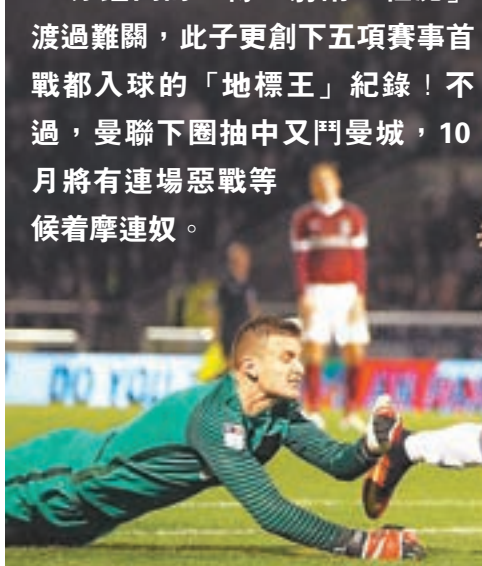 渡過難關，此子更創下五項賽事首
戰都入球的「地標王」紀錄！不
過，曼聯下圈抽中又鬥曼城，10
月將有連場惡戰等
候着摩連奴。
DO YOU